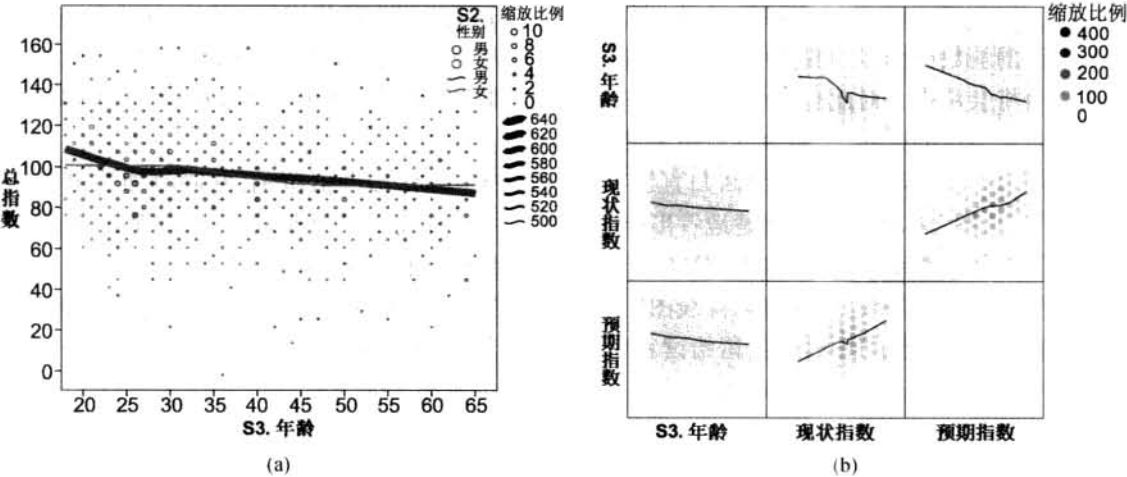 S2.
性别
男
女
男
女
缩放比例
10
8
6
4
2
0
640
620
600
580
560
540
520
500
总指数
160
140
120
100
80
60
40
20
0
20 25 30 35 40 45 50 55 60 65
S3. 年龄
(a)
缩放比例
400
300
200
100
0
S3. 年龄
现状指数
预期指数
S3. 年龄 现状指数 预期指数
(b)